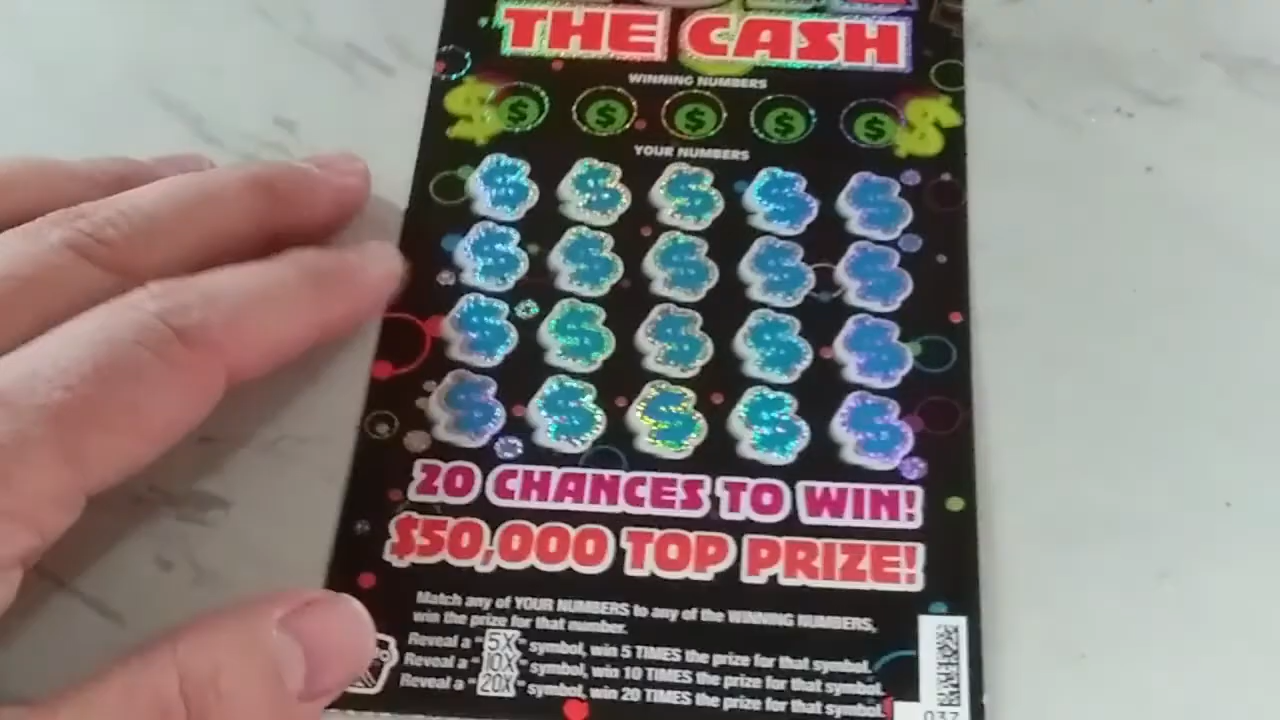 THE CASH
WINNING NUMBERS
$ $ $ $ $ $ $
YOUR NUMBERS
$ $ $ $ $
$ $ $ $ $
$ $ $ $ $
$ $ $ $ $
20 CHANCES TO WIN!
$50,000 TOP PRIZE!
Match any of YOUR NUMBERS to any of the WINNING NUMBERS,
win the prize for that number.
Reveal a "5X" symbol, win 5 TIMES the prize for that symbol.
Reveal a "10X" symbol, win 10 TIMES the prize for that symbol.
Reveal a "20X" symbol, win 20 TIMES the prize for that symbol.
037